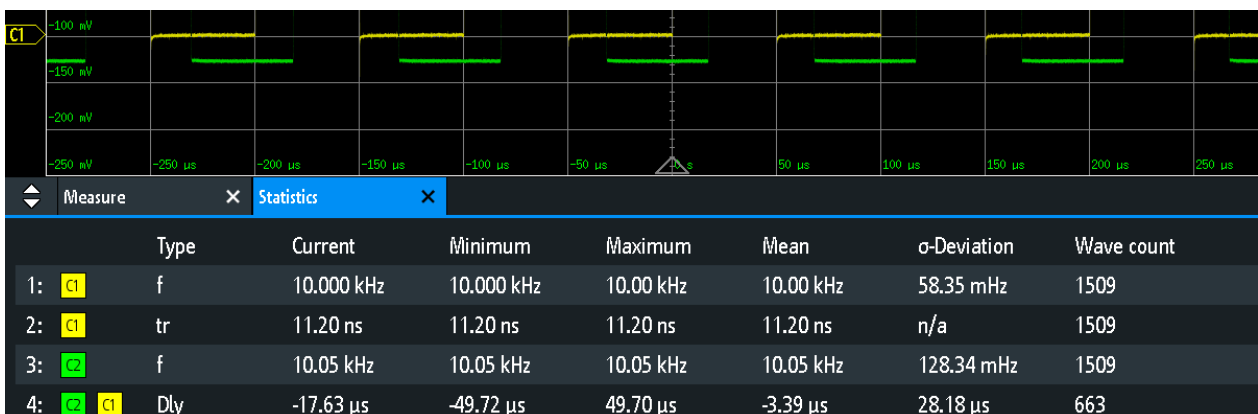 -100 mV
C1
-150 mV
-200 mV
-250 mV -250 µs -200 µs -150 µs -100 µs -50 µs 0 s 50 µs 100 µs 150 µs 200 µs 250 µs
Measure × Statistics ×
Type Current Minimum Maximum Mean σ-Deviation Wave count
1: C1 f 10.000 kHz 10.000 kHz 10.00 kHz 10.00 kHz 58.35 mHz 1509
2: C1 tr 11.20 ns 11.20 ns 11.20 ns 11.20 ns n/a 1509
3: C2 f 10.05 kHz 10.05 kHz 10.05 kHz 10.05 kHz 128.34 mHz 1509
4: C2 C1 Dly -17.63 µs -49.72 µs 49.70 µs -3.39 µs 28.18 µs 663